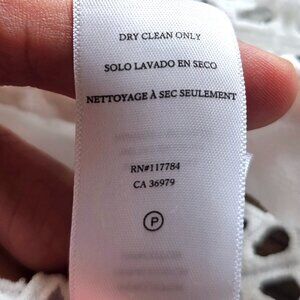 DRY CLEAN ONLY
SOLO LAVADO EN SECO
NETTOYAGE À SEC SEULEMENT
RN#117784
CA 36979
P